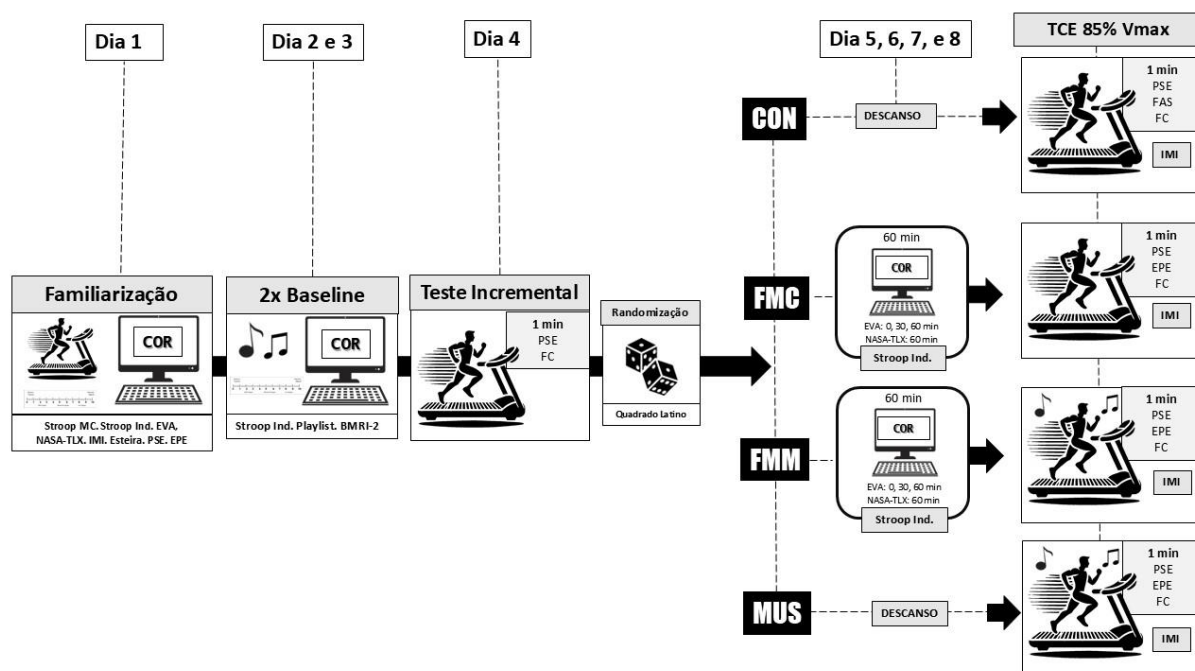 Dia 1
Dia 2 e 3
Dia 4
Dia 5, 6, 7, e 8
TCE 85% Vmax
Familiarização
COR
Stroop MC. Stroop Ind. EVA,
NASA-TLX. IMI. Esteira. PSE. EPE
2x Baseline
COR
Stroop Ind. Playlist. BMRI-2
Teste Incremental
1 min
PSE
FC
Randomização
Quadrado Latino
CON
DESCANSO
1 min
PSE
FAS
FC
IMI
FMC
60 min
COR
EVA: 0, 30, 60 min
NASA-TLX: 60 min
Stroop Ind.
1 min
PSE
EPE
FC
IMI
FMM
60 min
COR
EVA: 0, 30, 60 min
NASA-TLX: 60 min
Stroop Ind.
1 min
PSE
EPE
FC
IMI
MUS
DESCANSO
1 min
PSE
EPE
FC
IMI